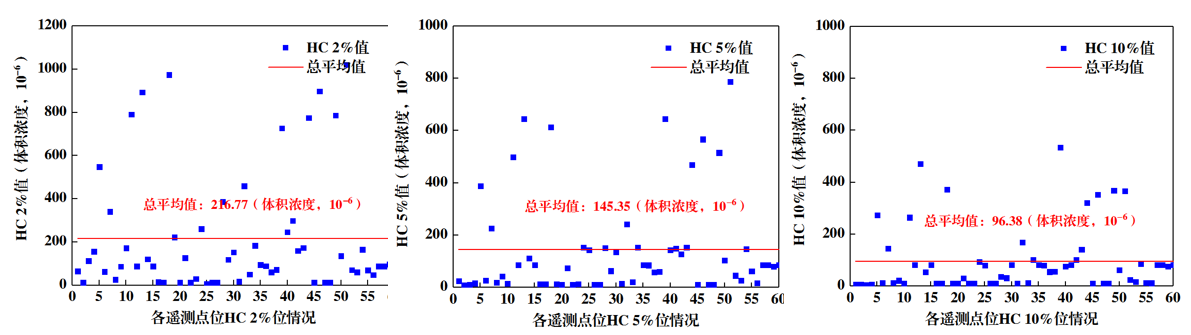 1200
1000
800
600
400
200
0
HC 2%值（体积浓度，10⁻⁶）
HC 2%值
总平均值
总平均值：216.77（体积浓度，10⁻⁶）
0 5 10 15 20 25 30 35 40 45 50 55
各遥测点位HC 2%位情况
1000
800
600
400
200
0
HC 5%值（体积浓度，10⁻⁶）
HC 5%值
总平均值
总平均值：145.35（体积浓度，10⁻⁶）
0 5 10 15 20 25 30 35 40 45 50 55 60
各遥测点位HC 5%位情况
1000
800
600
400
200
0
HC 10%值（体积浓度，10⁻⁶）
HC 10%值
总平均值
总平均值：96.38（体积浓度，10⁻⁶）
0 5 10 15 20 25 30 35 40 45 50 55 60
各遥测点位HC 10%位情况